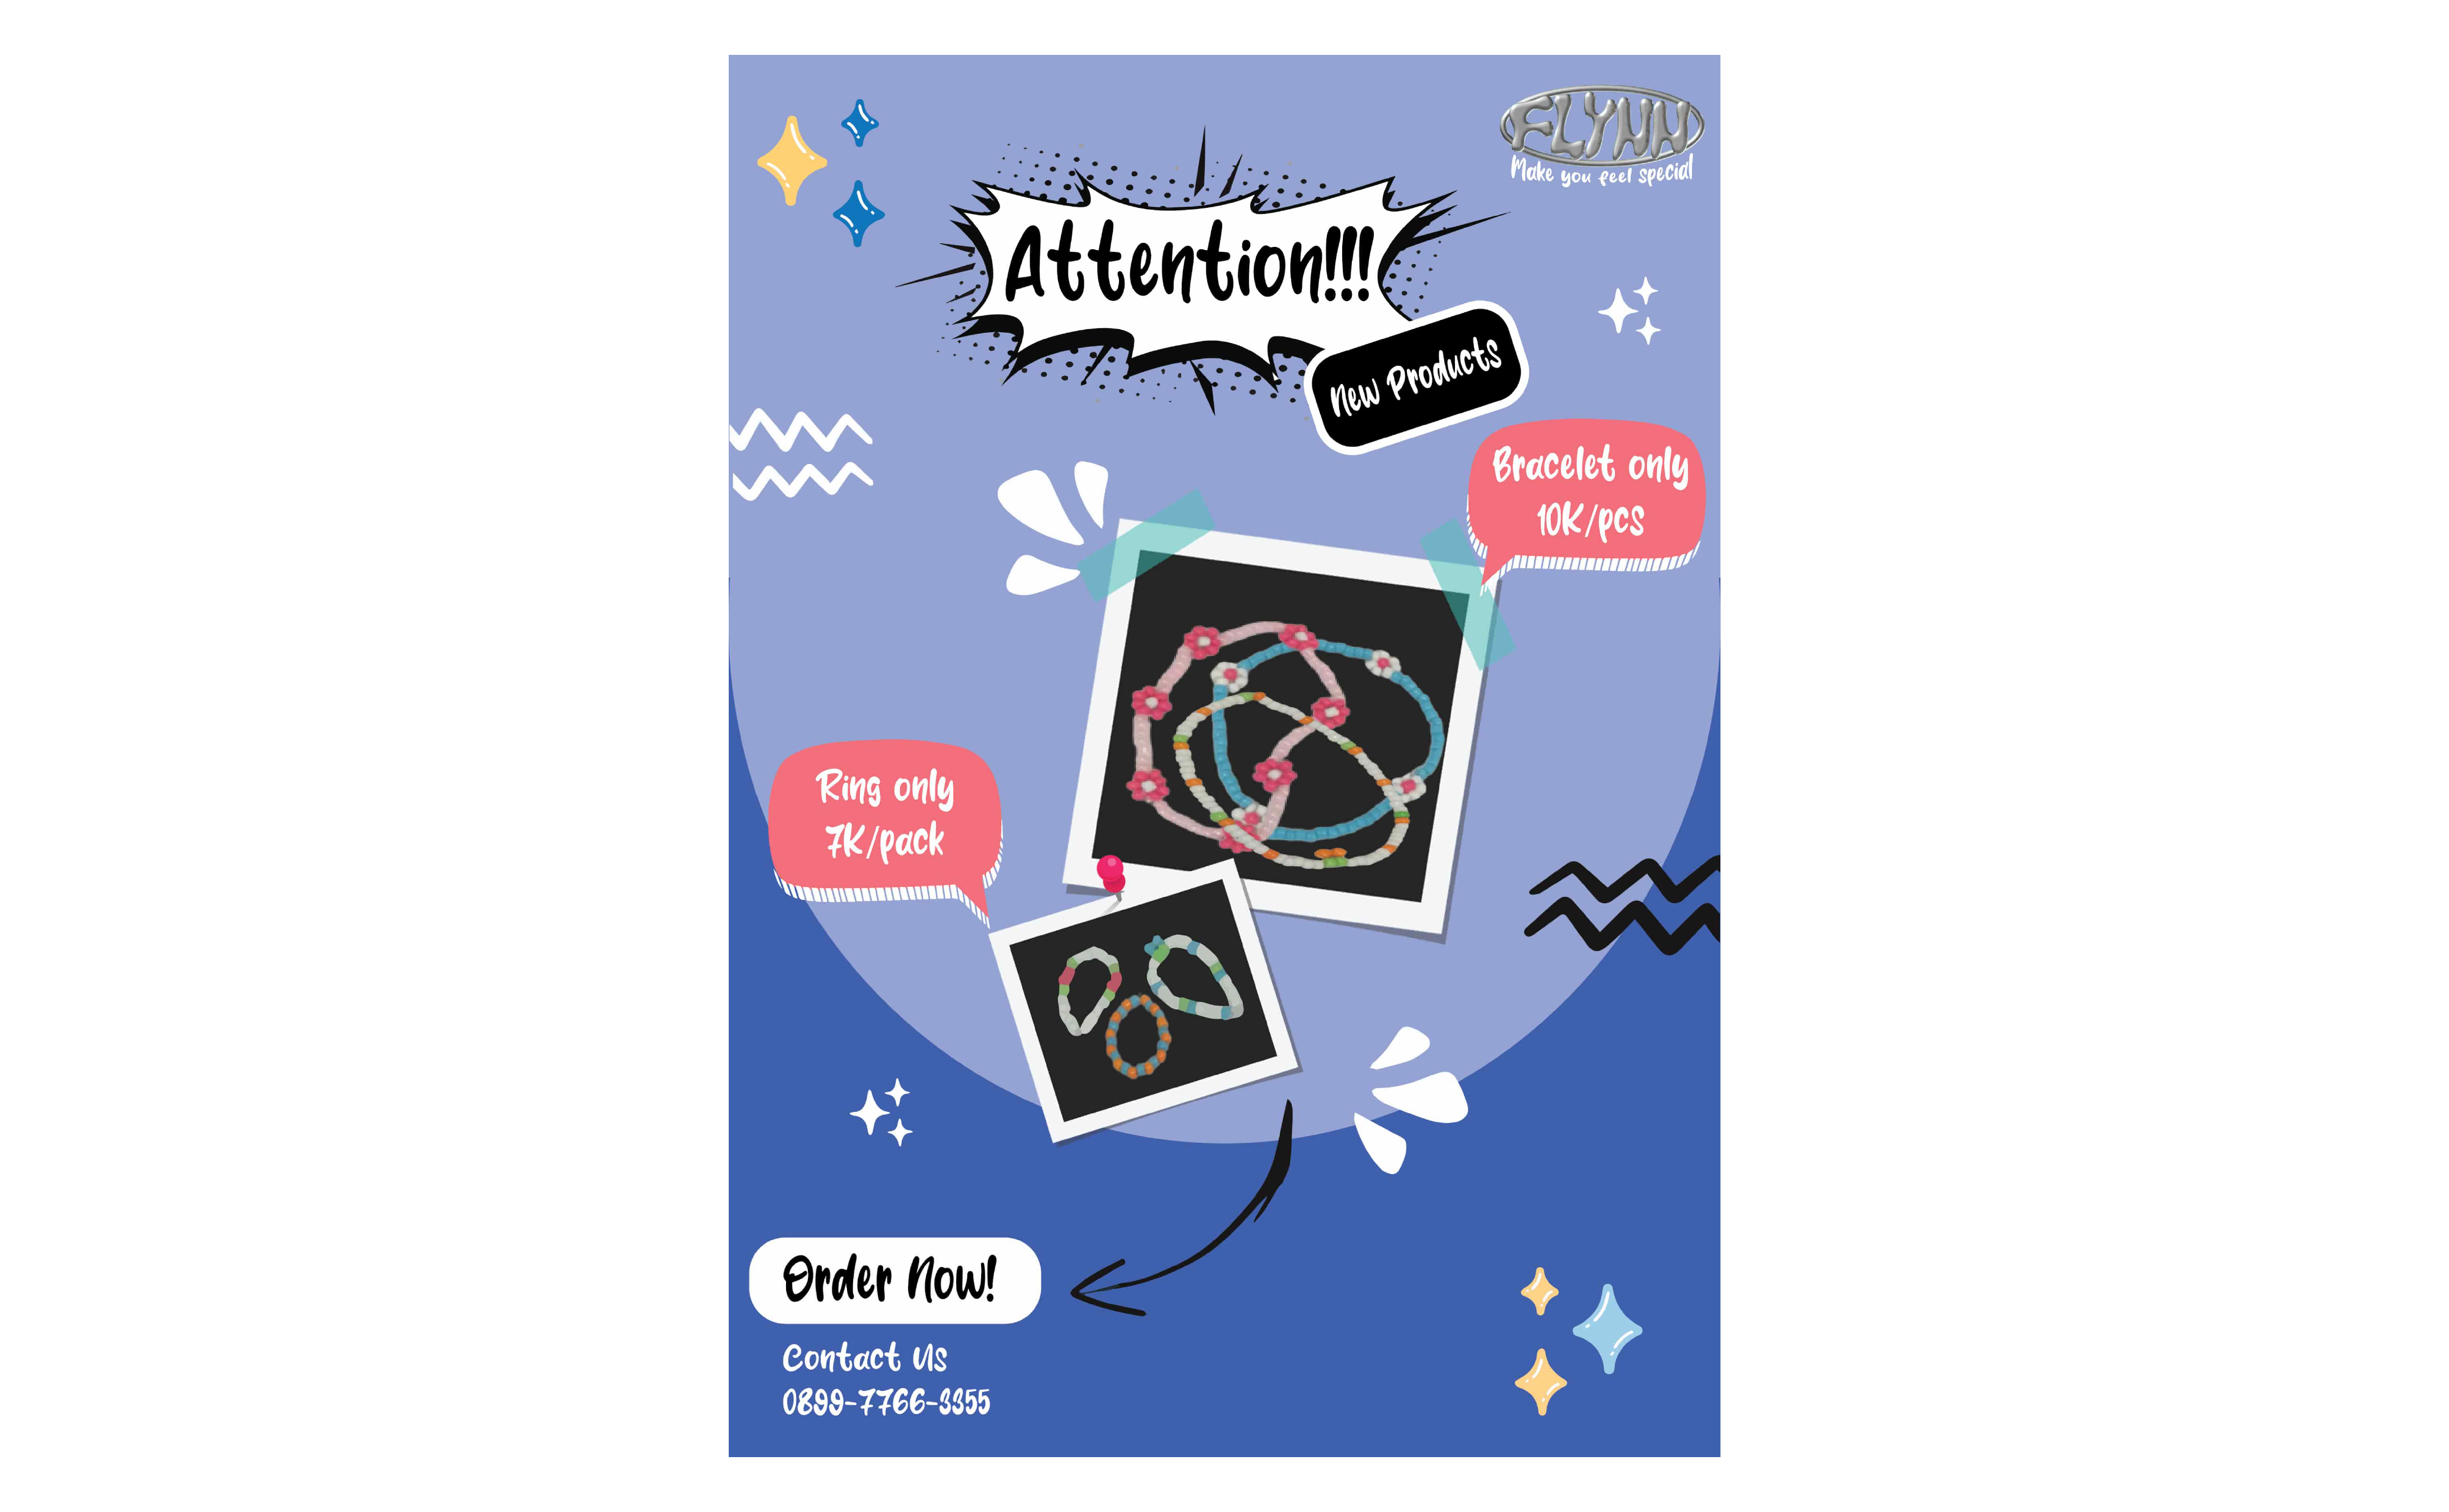 FLYNN
Make you feel special
Attention!!!
New Products
Bracelet only
10K/pcs
Ring only
7K/pack
Order Now!
Contact Us
0899-7766-3355